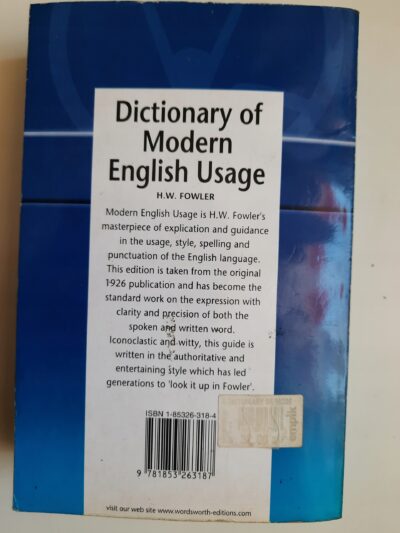 Dictionary of
Modern
English Usage
H.W. FOWLER
Modern English Usage is H.W. Fowler's
masterpiece of explication and guidance
in the usage, style, spelling and
punctuation of the English language.
This edition is taken from the original
1926 publication and has become the
standard work on the expression with
clarity and precision of both the
spoken and written word.
Iconoclastic and witty, this guide is
written in the authoritative and
entertaining style which has led
generations to 'look it up in Fowler'.
ISBN 1-85326-318-4
9 781853 263187
visit our web site www.wordsworth-editions.com
empik